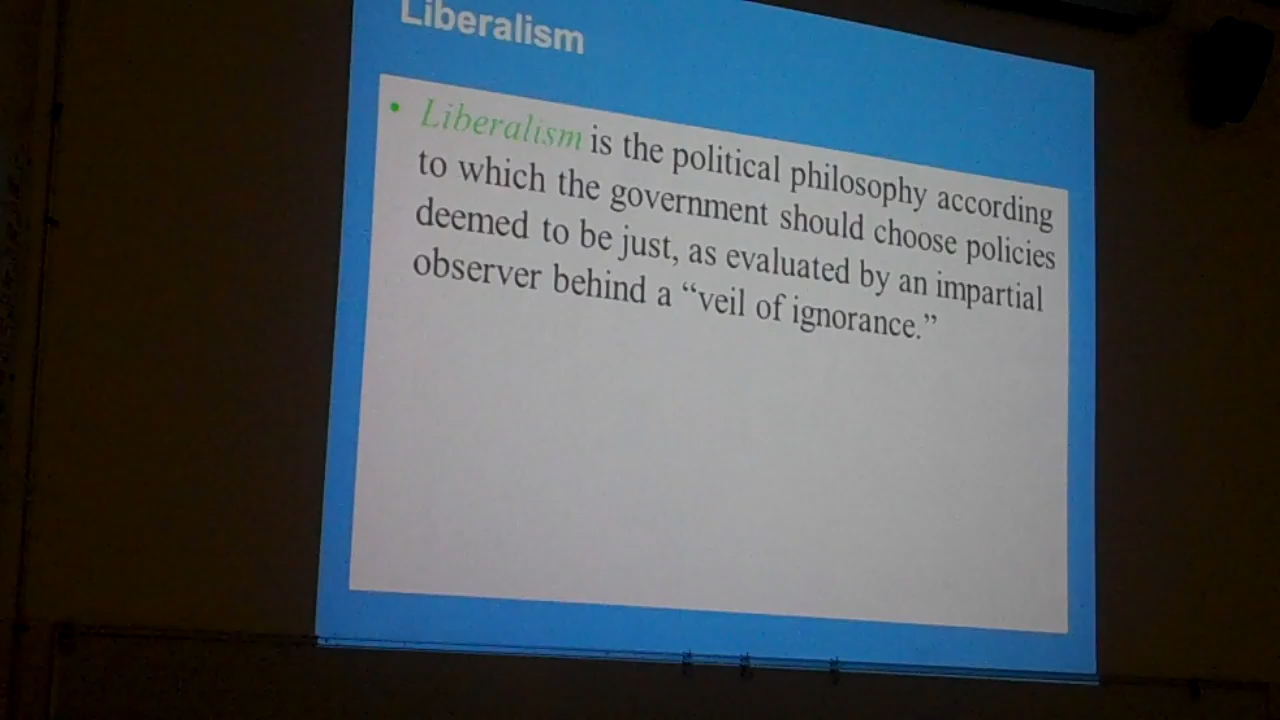 Liberalism
• Liberalism is the political philosophy according
to which the government should choose policies
deemed to be just, as evaluated by an impartial
observer behind a “veil of ignorance.”